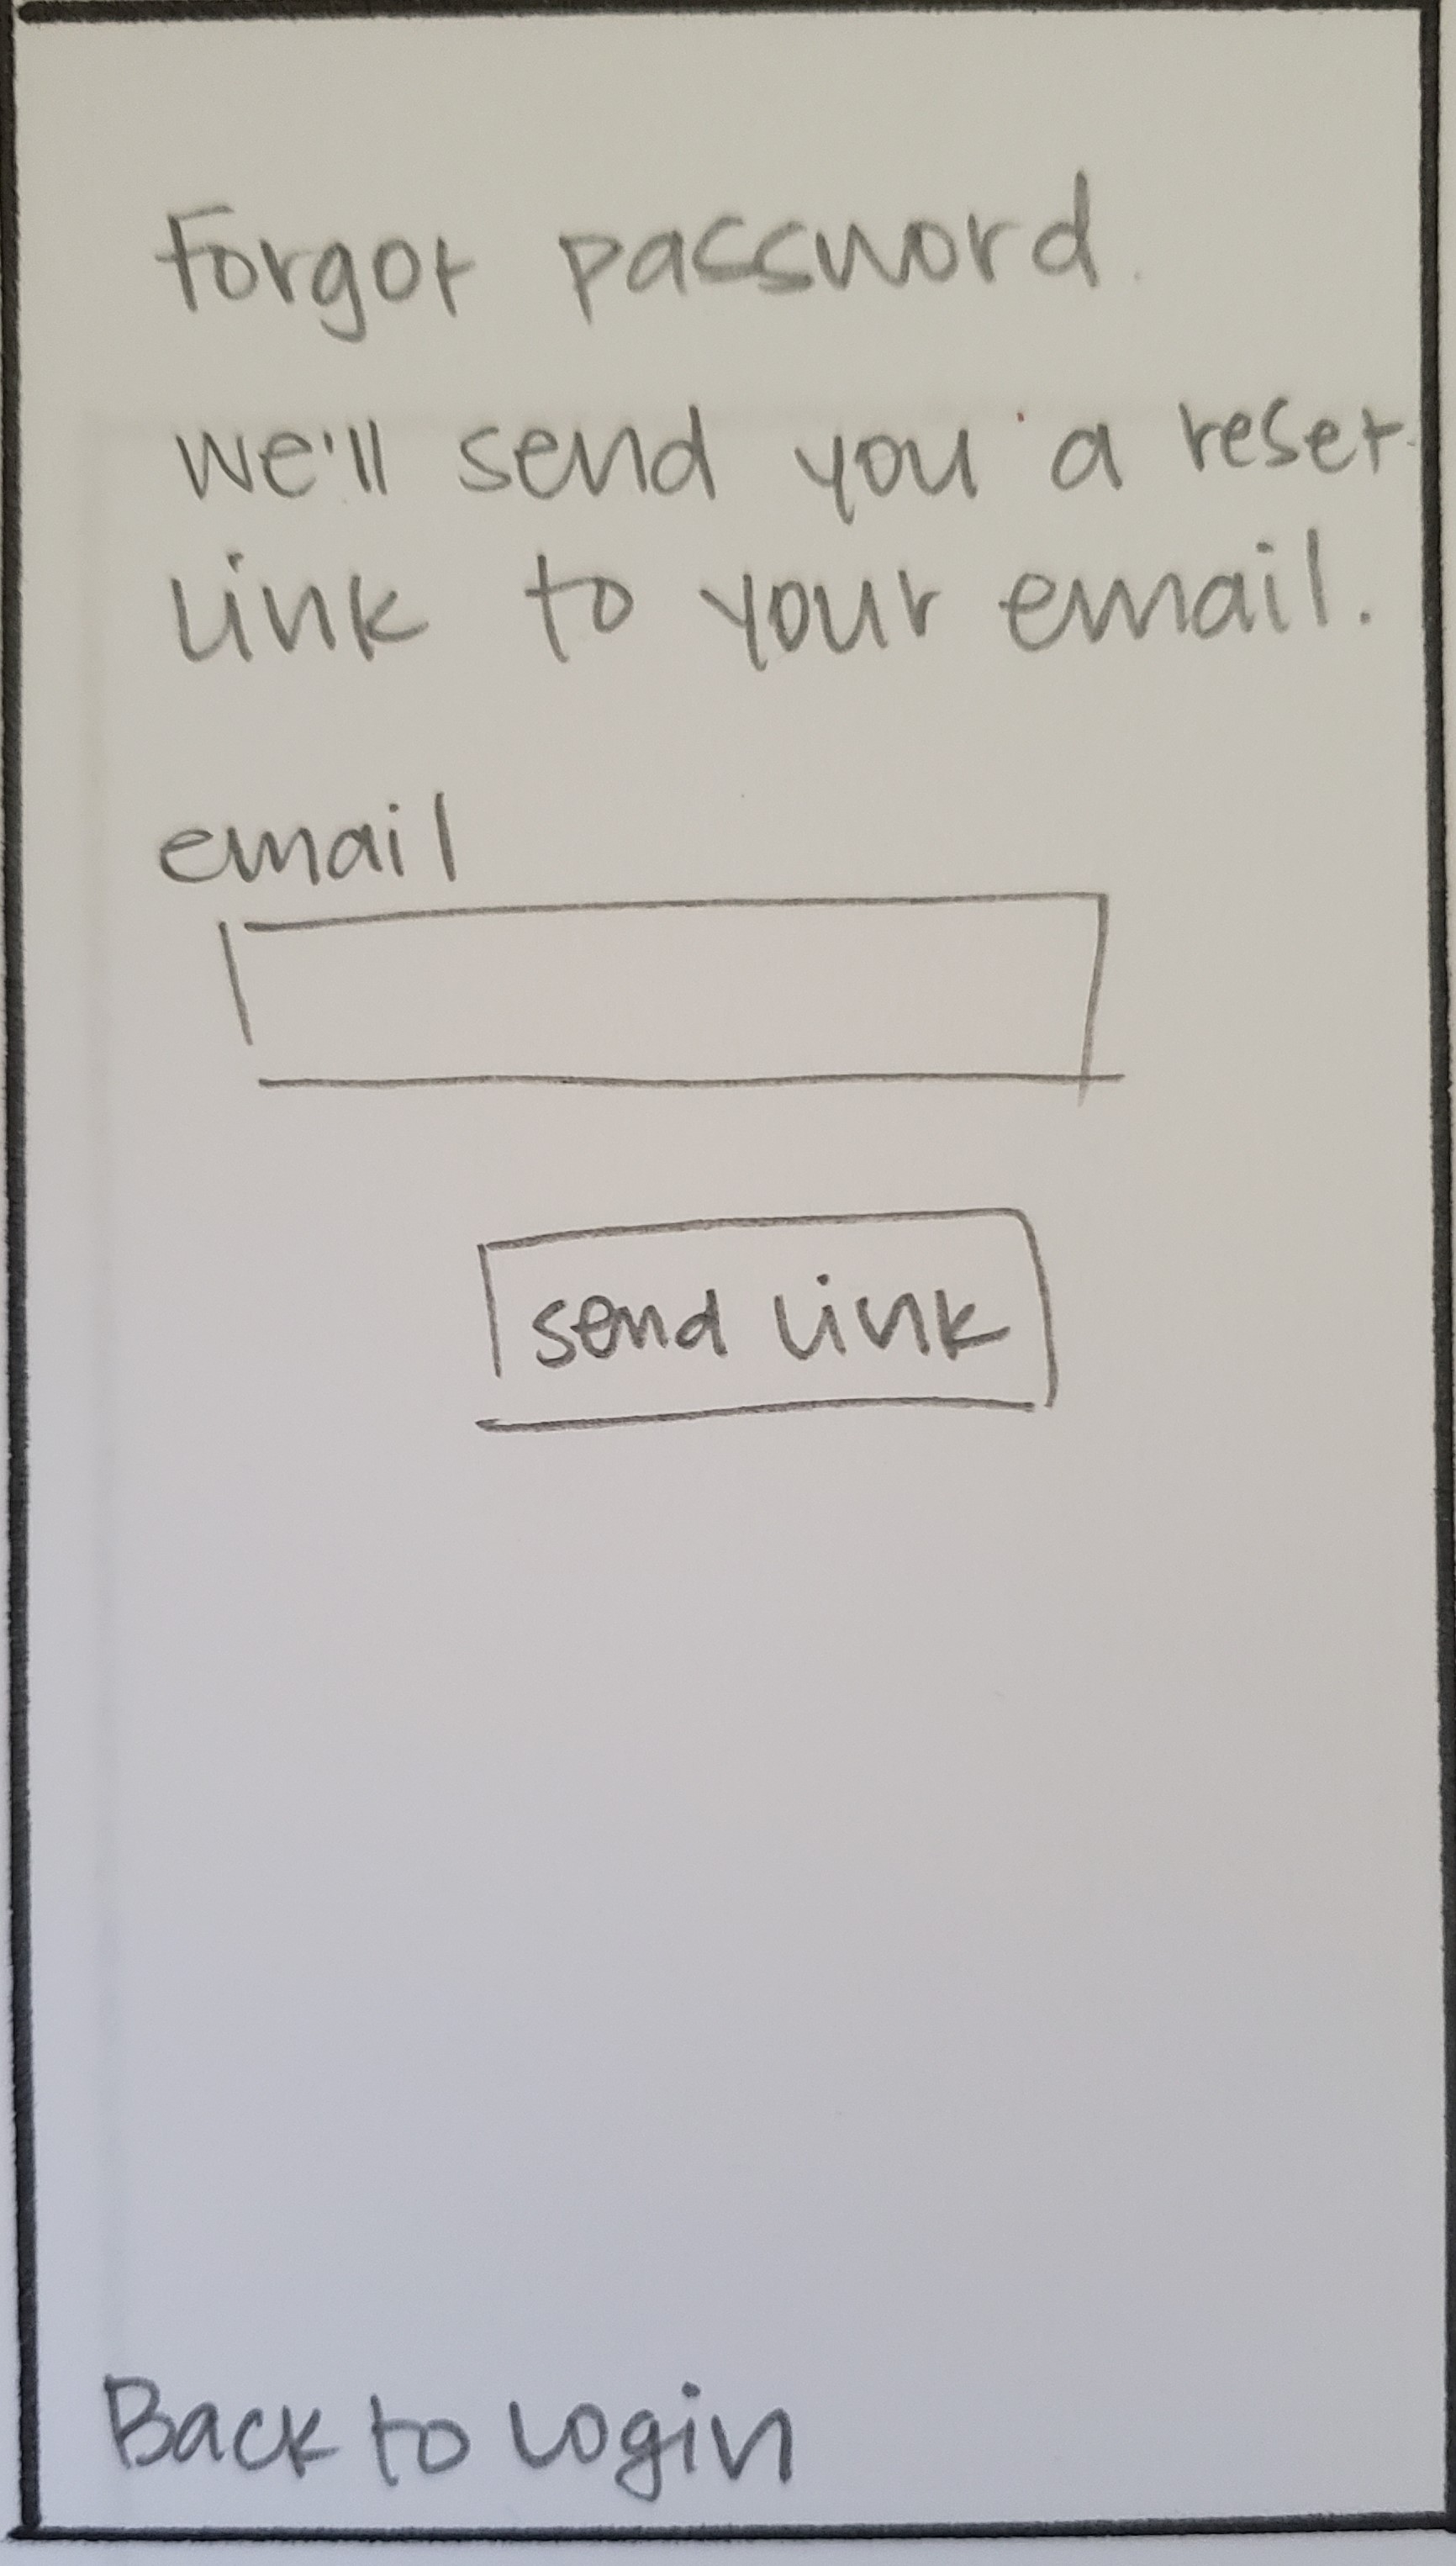 Forgot password.
we'll send you a reset
link to your email.
email
send link
Back to login